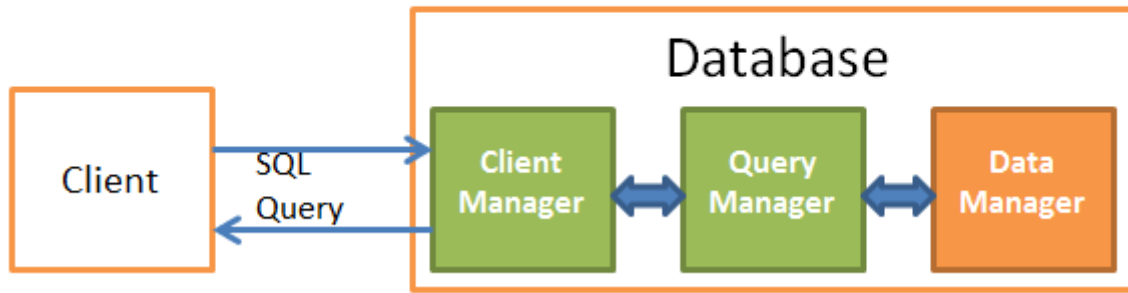 Database
Client
SQL
Query
Client
Manager
Query
Manager
Data
Manager